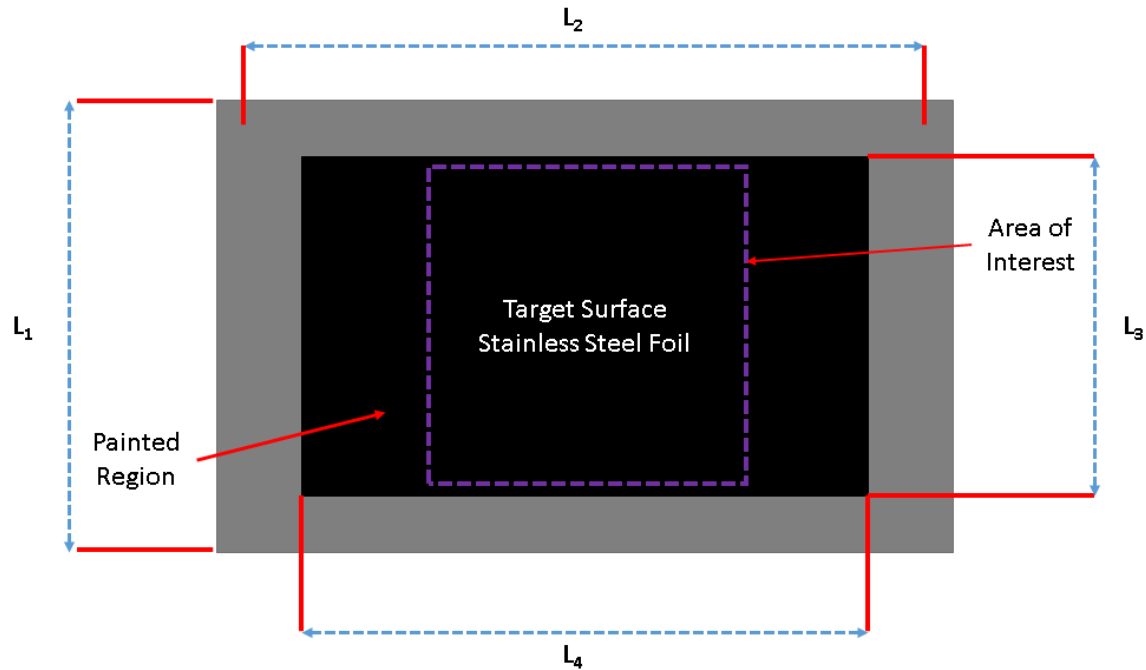 L₂
Area of
Interest
Target Surface
Stainless Steel Foil
L₁
L₃
Painted
Region
L₄